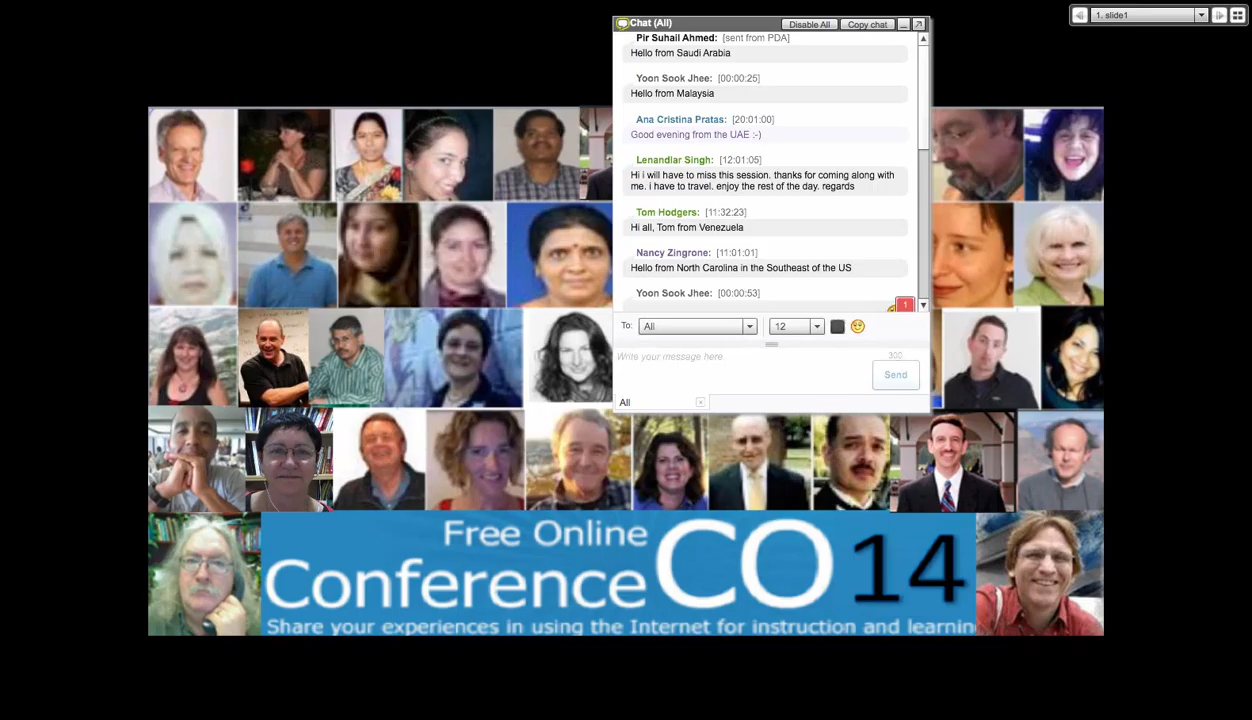 1. slide1
Chat (All)
Disable All
Copy chat
Pir Suhail Ahmed: [sent from PDA]
Hello from Saudi Arabia
Yoon Sook Jhee: [00:00:25]
Hello from Malaysia
Ana Cristina Pratas: [20:01:00]
Good evening from the UAE :-)
Lenandlar Singh: [12:01:05]
Hi i will have to miss this session. thanks for coming along with
me. i have to travel. enjoy the rest of the day. regards
Tom Hodgers: [11:32:23]
Hi all, Tom from Venezuela
Nancy Zingrone: [11:01:01]
Hello from North Carolina in the Southeast of the US
Yoon Sook Jhee: [00:00:53]
1
To: All
12
Write your message here.
300
Send
All
Free Online
Conference CO 14
Share your experiences in using the Internet for instruction and learnin